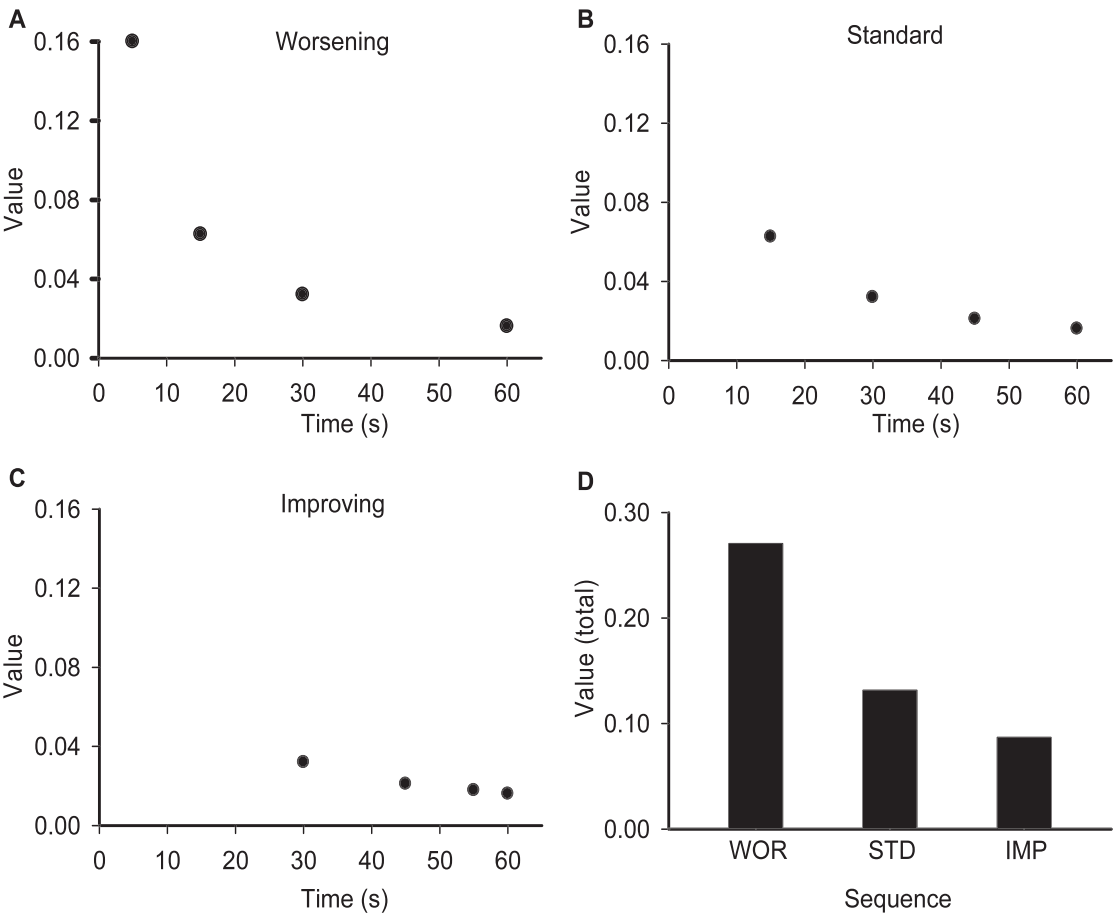 A
Worsening
0.16
0.12
0.08
0.04
0.00
Value
0 10 20 30 40 50 60
Time (s)
B
Standard
0.16
0.12
0.08
0.04
0.00
Value
0 10 20 30 40 50 60
Time (s)
C
Improving
0.16
0.12
0.08
0.04
0.00
Value
0 10 20 30 40 50 60
Time (s)
D
0.30
0.20
0.10
0.00
Value (total)
WOR STD IMP
Sequence